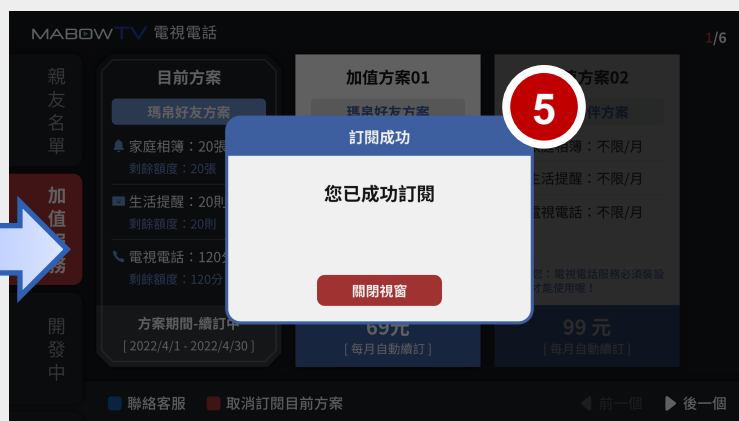 MABOWTV 電視電話
1/6
親友名單
加值服務
開發中
目前方案
瑪帛好友方案
家庭相簿：20張
剩餘額度：20張
生活提醒：20則
剩餘額度：20則
電視電話：120分
剩餘額度：120分
方案期間-續訂中
[ 2022/4/1 - 2022/4/30 ]
加值方案01
瑪帛好友方案
69元
[ 每月自動續訂 ]
方案02
伴方案
家庭相簿：不限/月
生活提醒：不限/月
電視電話：不限/月
您：電視電話服務必須裝設
才能使用喔！
99 元
[ 每月自動續訂 ]
5
訂閱成功
您已成功訂閱
關閉視窗
聯絡客服
取消訂閱目前方案
前一個
後一個